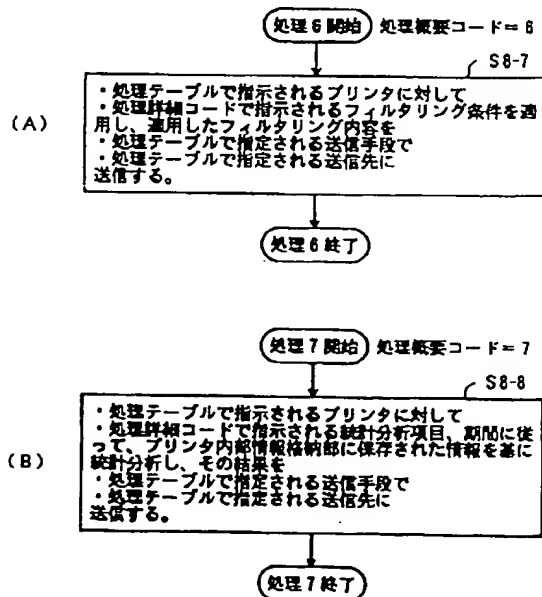 処理6開始 処理概要コード=6
S8-7
(A)
・処理テーブルで指示されるプリンタに対して
・処理詳細コードで指示されるフィルタリング条件を適
用し、適用したフィルタリング内容を
・処理テーブルで指定される送信手段で
・処理テーブルで指定される送信先に
送信する。
処理6終了
処理7開始 処理概要コード=7
S8-8
(B)
・処理テーブルで指示されるプリンタに対して
・処理詳細コードで指示される統計分析項目、期間に従
って、プリンタ内部情報格納部に保存された情報を基に
統計分析し、その結果を
・処理テーブルで指定される送信手段で
・処理テーブルで指定される送信先に
送信する。
処理7終了